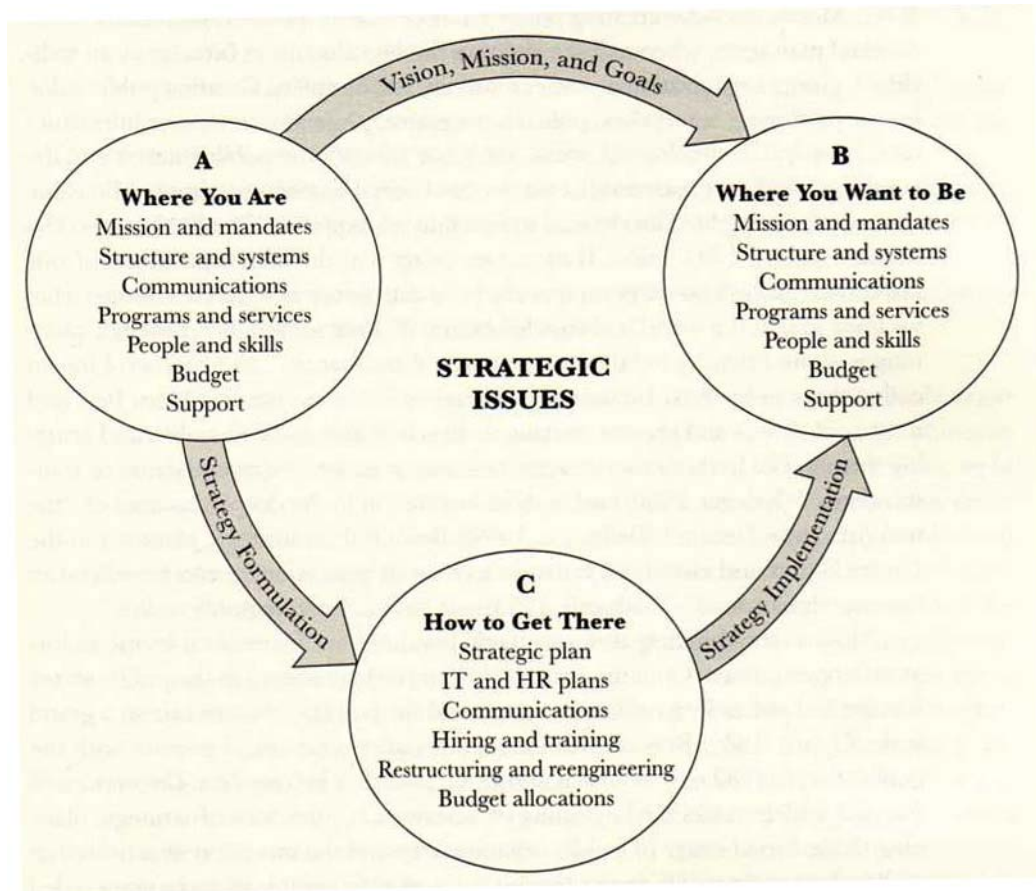 Vision, Mission, and Goals
A
Where You Are
Mission and mandates
Structure and systems
Communications
Programs and services
People and skills
Budget
Support
B
Where You Want to Be
Mission and mandates
Structure and systems
Communications
Programs and services
People and skills
Budget
Support
STRATEGIC
ISSUES
Strategy Formulation
Strategy Implementation
C
How to Get There
Strategic plan
IT and HR plans
Communications
Hiring and training
Restructuring and reengineering
Budget allocations